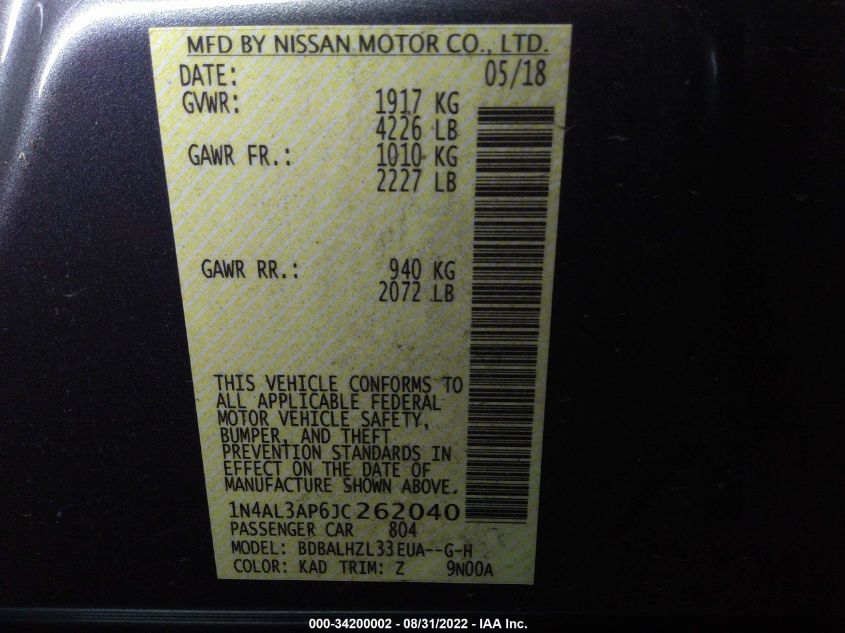 MFD BY NISSAN MOTOR CO., LTD.
DATE: 05/18
GVWR: 1917 KG
4226 LB
GAWR FR.: 1010 KG
2227 LB
GAWR RR.: 940 KG
2072 LB
THIS VEHICLE CONFORMS TO
ALL APPLICABLE FEDERAL
MOTOR VEHICLE SAFETY,
BUMPER, AND THEFT
PREVENTION STANDARDS IN
EFFECT ON THE DATE OF
MANUFACTURE SHOWN ABOVE.
1N4AL3AP6JC262040
PASSENGER CAR 804
MODEL: BDBALHZL33EUA--G-H
COLOR: KAD TRIM: Z 9N00A
000-34200002 - 08/31/2022 - IAA Inc.